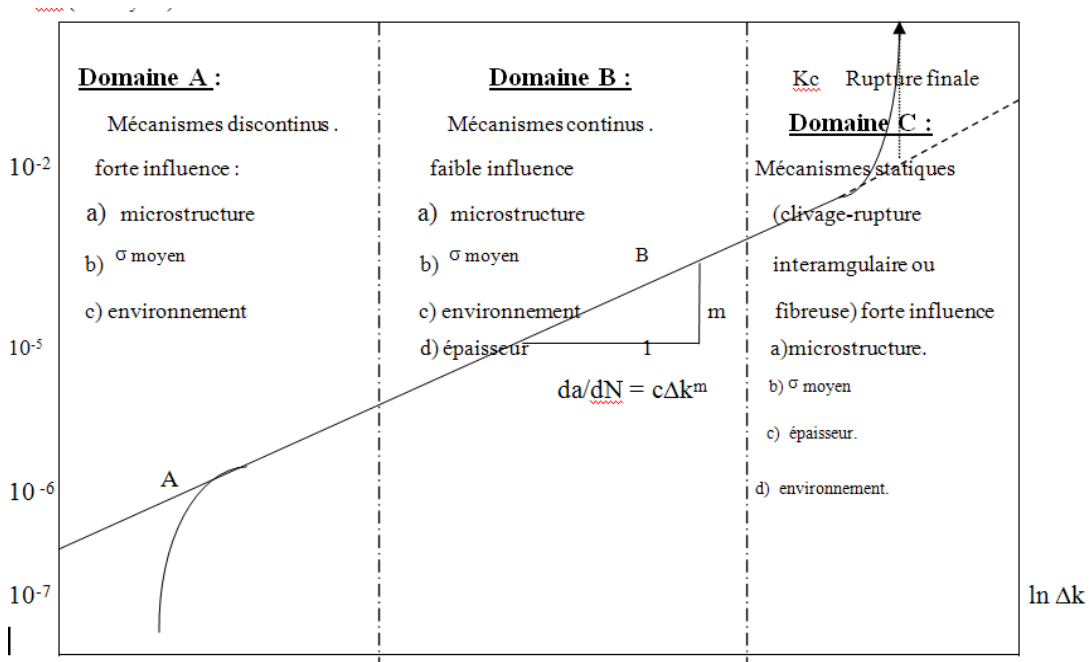 Domaine A :
Mécanismes discontinus .
forte influence :
a) microstructure
b) σ moyen
c) environnement
Domaine B :
Mécanismes continus .
faible influence
a) microstructure
b) σ moyen
c) environnement
d) épaisseur
Kc Rupture finale
Domaine C :
Mécanismes statiques
(clivage-rupture
interamgulaire ou
fibreuse) forte influence
a)microstructure.
b) σ moyen
c) épaisseur.
d) environnement.
10-2
10-5
10-6
10-7
A
B
m
1
da/dN = cΔkm
ln Δk